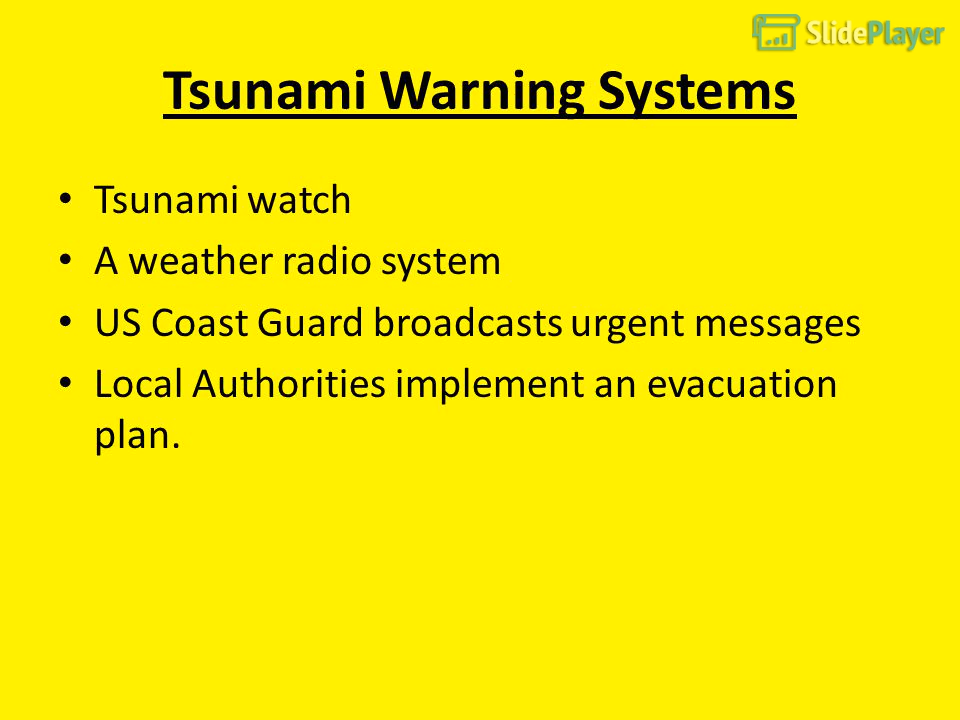 SlidePlayer
Tsunami Warning Systems
• Tsunami watch
• A weather radio system
• US Coast Guard broadcasts urgent messages
• Local Authorities implement an evacuation
plan.